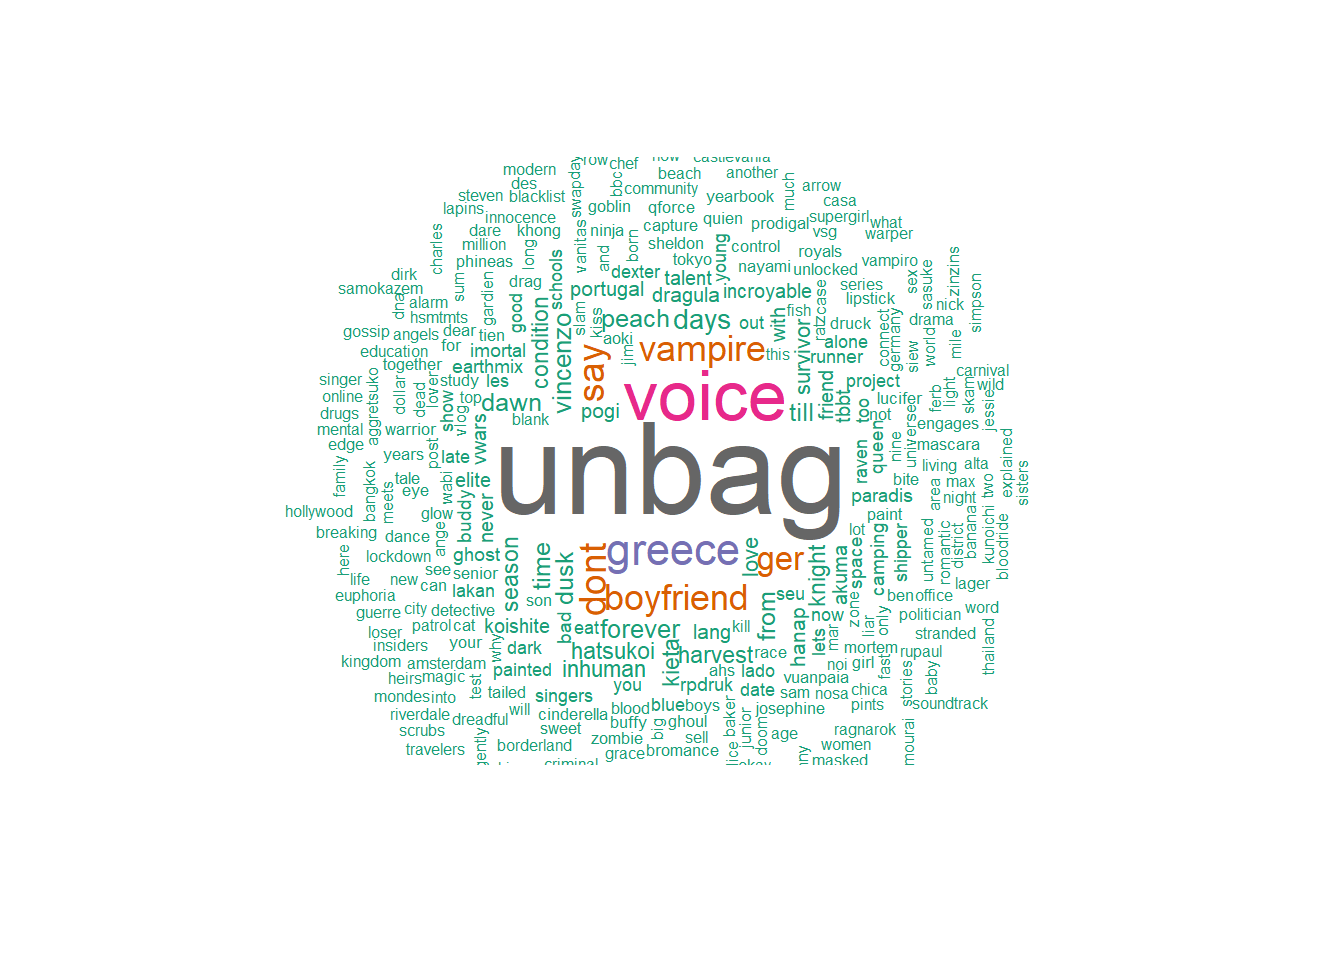 row
chef
now
castlevania
modern
beach
another
des
bbc
community
much
arrow
steven
blacklist
swapday
goblin
qforce
yearbook
casa
lapins
innocence
capture
quien
prodigal
supergirl
what
dare
khong
vanitas
ninja
born
sheldon
control
vsg
warper
charles
million
long
and
tokyo
young
royals
phineas
schools
dexter
talent
nayami
unlocked
vampiro
dirk
sum
drag
portugal
dragula
incroyable
series
sex
sasuke
zinzins
samokazem
dna
alarm
gardien
good
condition
slam
kiss
peach
days
out
with
fish
case
lipstick
nick
simpson
hsmtmts
gossip
angels
dear
tien
vincenzo
aoki
survivor
druck
connect
germany
drama
for
imortal
say
jim
vampire
this
alone
runner
siew
world
mile
education
together
earthmix
carnival
singer
aggretsuko
dollar
dead
lover
study
les
voice
friend
tbbt
project
lucifer
ferb
light
skam
wild
jessie
online
show
top
vlog
dawn
pogi
till
too
not
universe
drugs
blank
engages
mental
warrior
post
vwars
unbag
raven
queen
nine
mascara
edge
years
late
living
alta
explained
sisters
family
bangkok
meets
tale
eye
wabi
elite
bite
area
max
two
hollywood
glow
buddy
never
paradis
night
breaking
dance
ange
paint
banana
kunoichi
here
lockdown
see
ghost
season
time
dusk
dont
greece
love
ger
knight
akuma
lot
space
camping
shipper
untamed
romantic
district
bloodride
life
new
can
senior
lakan
lager
euphoria
son
boyfriend
from
seu
ben
office
guerre
city
detective
now
zone
politician
word
loser
patrol
cat
koishite
bad
eat
forever
lang
kill
hanap
lets
mar
liar
only
stranded
thailand
insiders
your
why
dark
hatsukoi
kieta
harvest
race
mortem
rupaul
kingdom
amsterdam
painted
inhuman
ahs
lado
noi
girl
fast
baby
heirs
magic
test
you
rpdruk
date
vuanpaia
mondes
into
tailed
singers
sam
nosa
chica
stories
soundtrack
riverdale
will
cinderella
blood
blue
boys
josephine
pints
scrubs
dreadful
sweet
buffy
big
ghoul
baker
junior
doom
age
ragnarok
travelers
borderland
zombie
sell
women
grace
bromance
masked
criminal